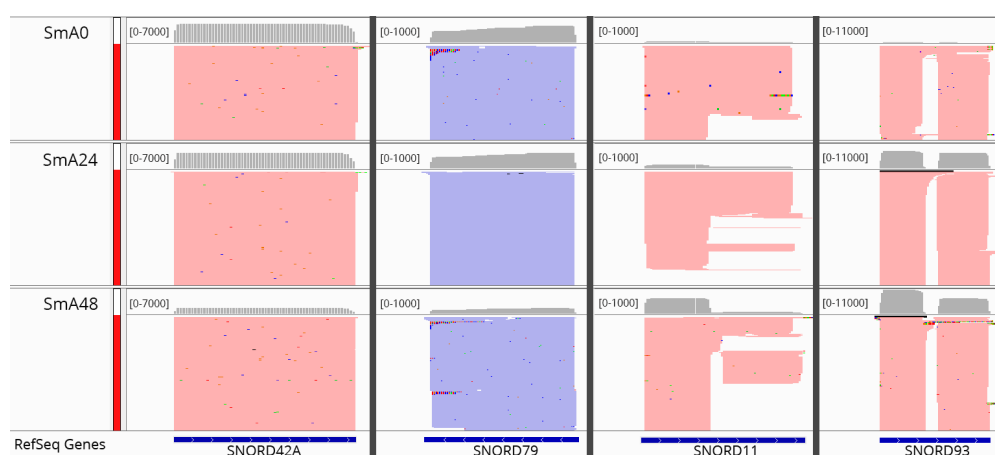 SmA0 [0-7000] [0-1000] [0-1000] [0-11000]
SmA24 [0-7000] [0-1000] [0-1000] [0-11000]
SmA48 [0-7000] [0-1000] [0-1000] [0-11000]
RefSeq Genes SNORD42A SNORD79 SNORD11 SNORD93